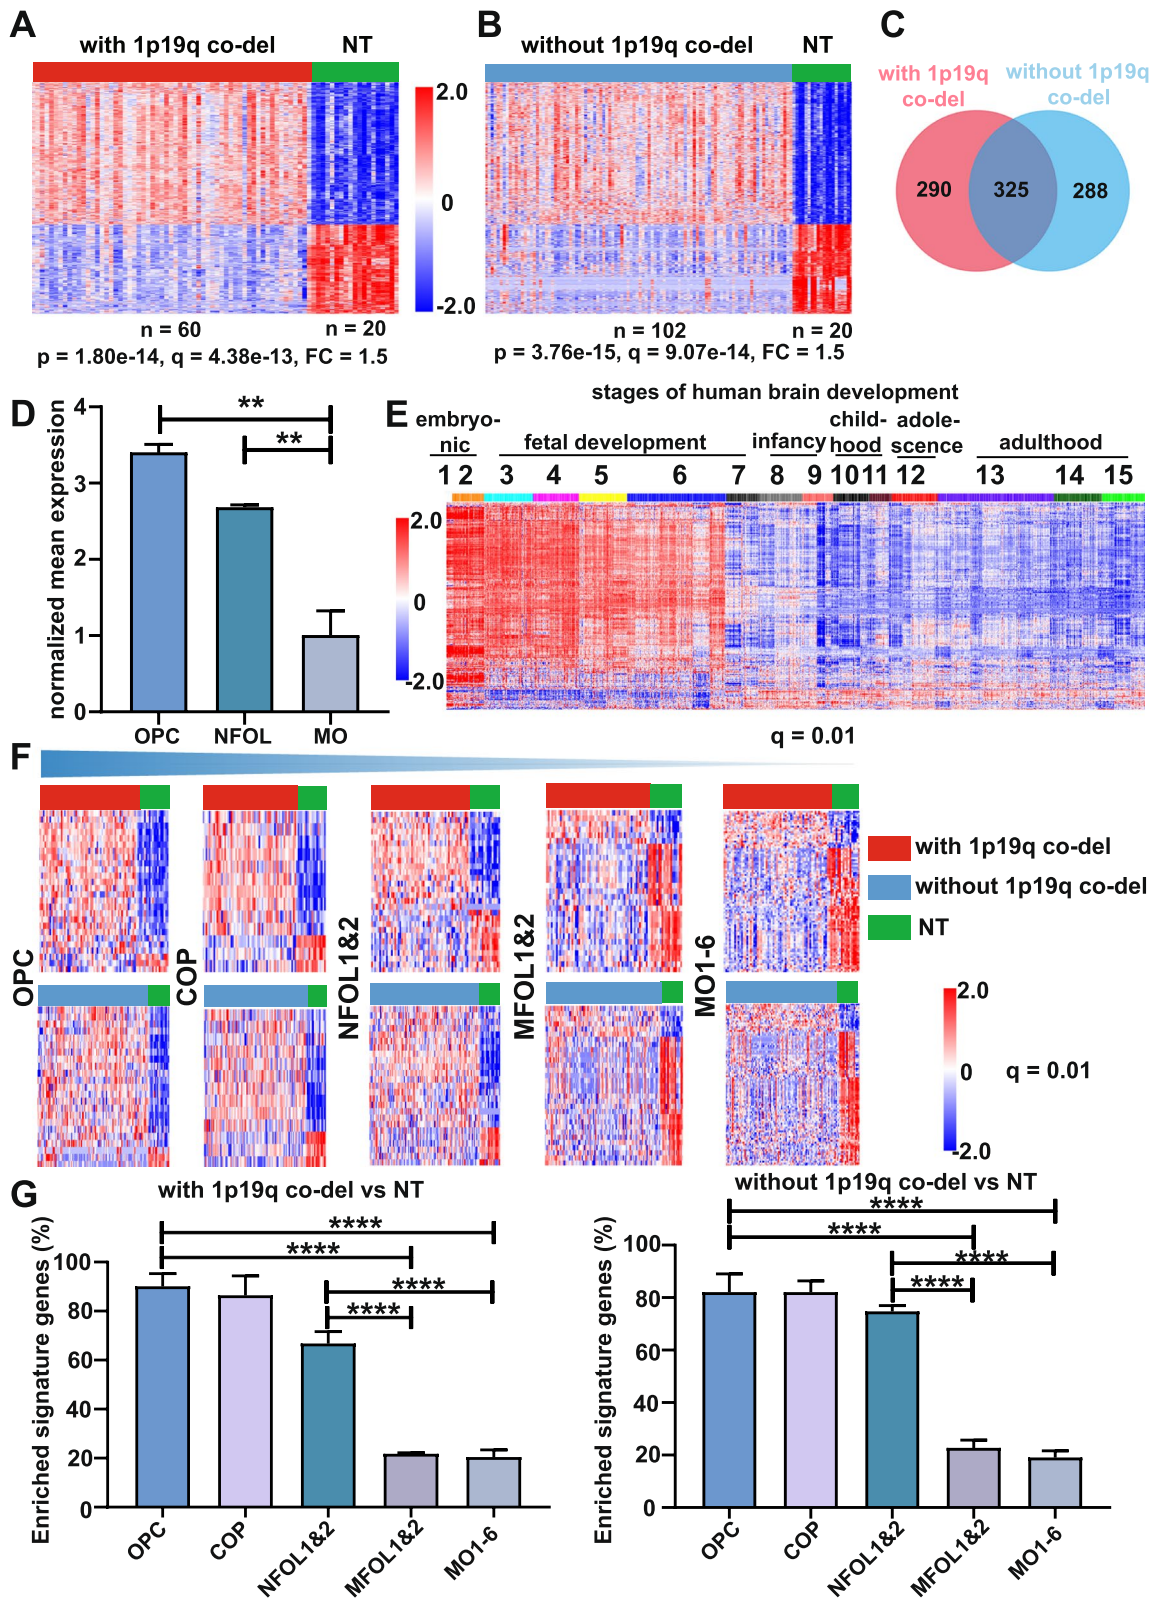 A
with 1p19q co-del
NT
2.0
0
-2.0
n = 60
n = 20
p = 1.80e-14, q = 4.38e-13, FC = 1.5
B
without 1p19q co-del
NT
n = 102
n = 20
p = 3.76e-15, q = 9.07e-14, FC = 1.5
C
with 1p19q
co-del
without 1p19q
co-del
290
325
288
D
normalized mean expression
4
3
2
1
0
**
**
OPC
NFOL
MO
E
stages of human brain development
embryo-
nic
fetal development
infancy
child-
hood
adole-
scence
adulthood
1 2 3 4 5 6 7 8 9 10 11 12 13 14 15
2.0
0
-2.0
q = 0.01
F
OPC
COP
NFOL1&2
MFOL1&2
MO1-6
with 1p19q co-del
without 1p19q co-del
NT
2.0
0
-2.0
q = 0.01
G
with 1p19q co-del vs NT
Enriched signature genes (%)
100
80
60
40
20
0
****
****
****
****
OPC
COP
NFOL1&2
MFOL1&2
MO1-6
without 1p19q co-del vs NT
Enriched signature genes (%)
100
80
60
40
20
0
****
****
****
****
OPC
COP
NFOL1&2
MFOL1&2
MO1-6